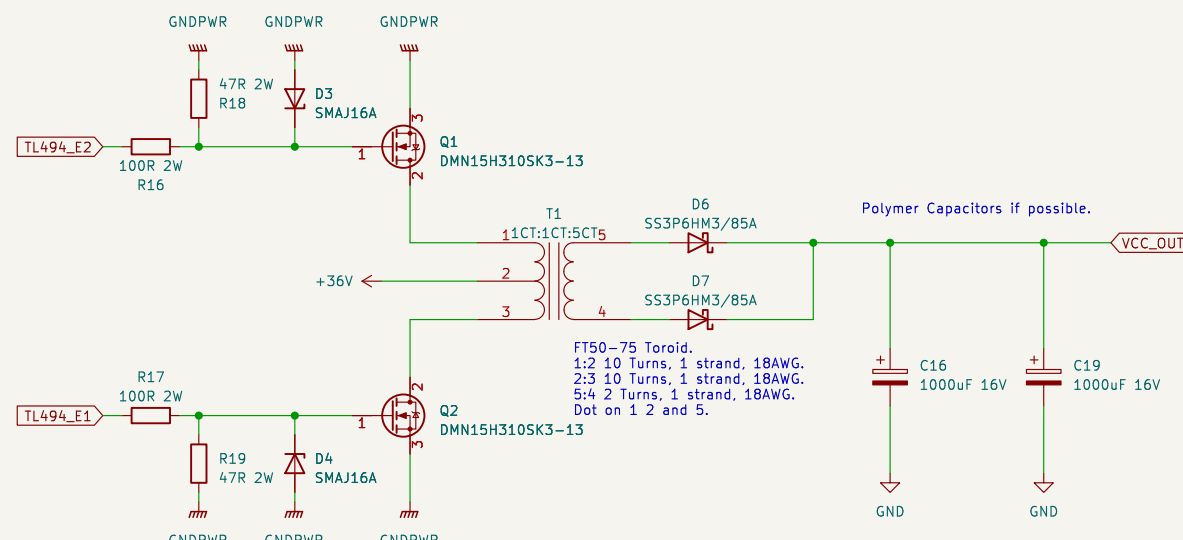 GNDPWR GNDPWR GNDPWR
47R 2W
R18
D3
SMAJ16A
3
TL494_E2
100R 2W
R16
1
Q1
DMN15H310SK3-13
2
T1
1CT:1CT:5CT
1
5
D6
SS3P6HM3/85A
Polymer Capacitors if possible.
VCC_OUT
+36V
2
D7
SS3P6HM3/85A
3
4
FT50-75 Toroid.
1:2 10 Turns, 1 strand, 18AWG.
2:3 10 Turns, 1 strand, 18AWG.
5:4 2 Turns, 1 strand, 18AWG.
Dot on 1 2 and 5.
+
C16
1000uF 16V
+
C19
1000uF 16V
R17
100R 2W
TL494_E1
2
1
Q2
DMN15H310SK3-13
3
R19
47R 2W
D4
SMAJ16A
GND GND
GNDPWR GNDPWR GNDPWR